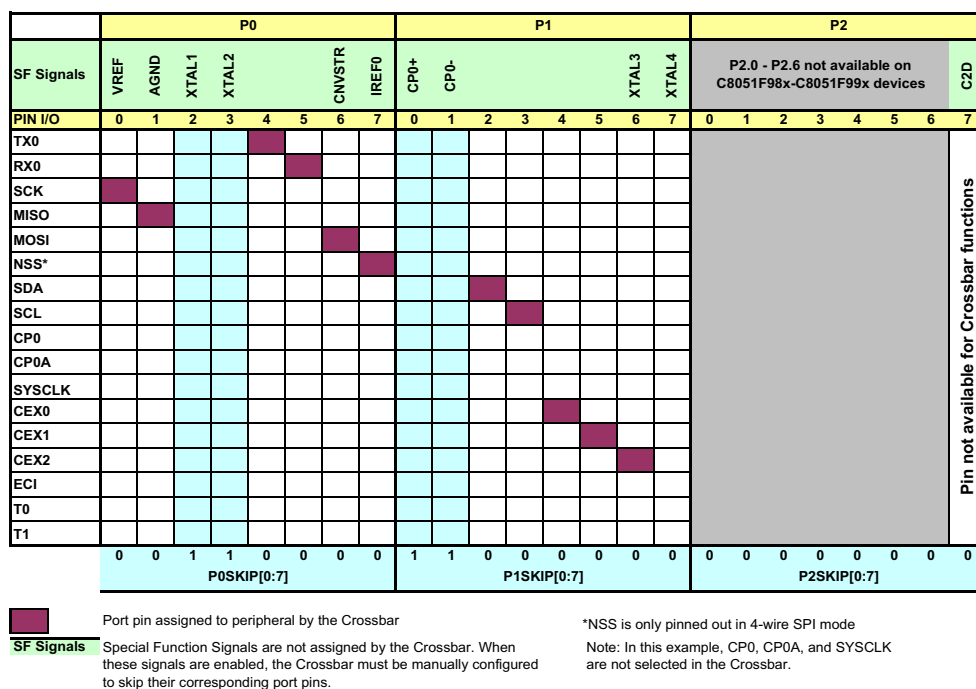 P0 P1 P2
SF Signals VREF AGND XTAL1 XTAL2 CNVSTR IREF0 CP0+ CP0- XTAL3 XTAL4 P2.0 - P2.6 not available on C2D
C8051F98x-C8051F99x devices
PIN I/O 0 1 2 3 4 5 6 7 0 1 2 3 4 5 6 7 0 1 2 3 4 5 6 7
TX0
RX0
SCK
MISO
MOSI
NSS*
SDA
SCL
CP0
CP0A
SYSCLK
CEX0
CEX1
CEX2
ECI
T0
T1
Pin not available for Crossbar functions
0 0 1 1 0 0 0 0 1 1 0 0 0 0 0 0 0 0 0 0 0 0 0 0
P0SKIP[0:7] P1SKIP[0:7] P2SKIP[0:7]
Port pin assigned to peripheral by the Crossbar
SF Signals Special Function Signals are not assigned by the Crossbar. When
these signals are enabled, the Crossbar must be manually configured
to skip their corresponding port pins.
*NSS is only pinned out in 4-wire SPI mode
Note: In this example, CP0, CP0A, and SYSCLK
are not selected in the Crossbar.